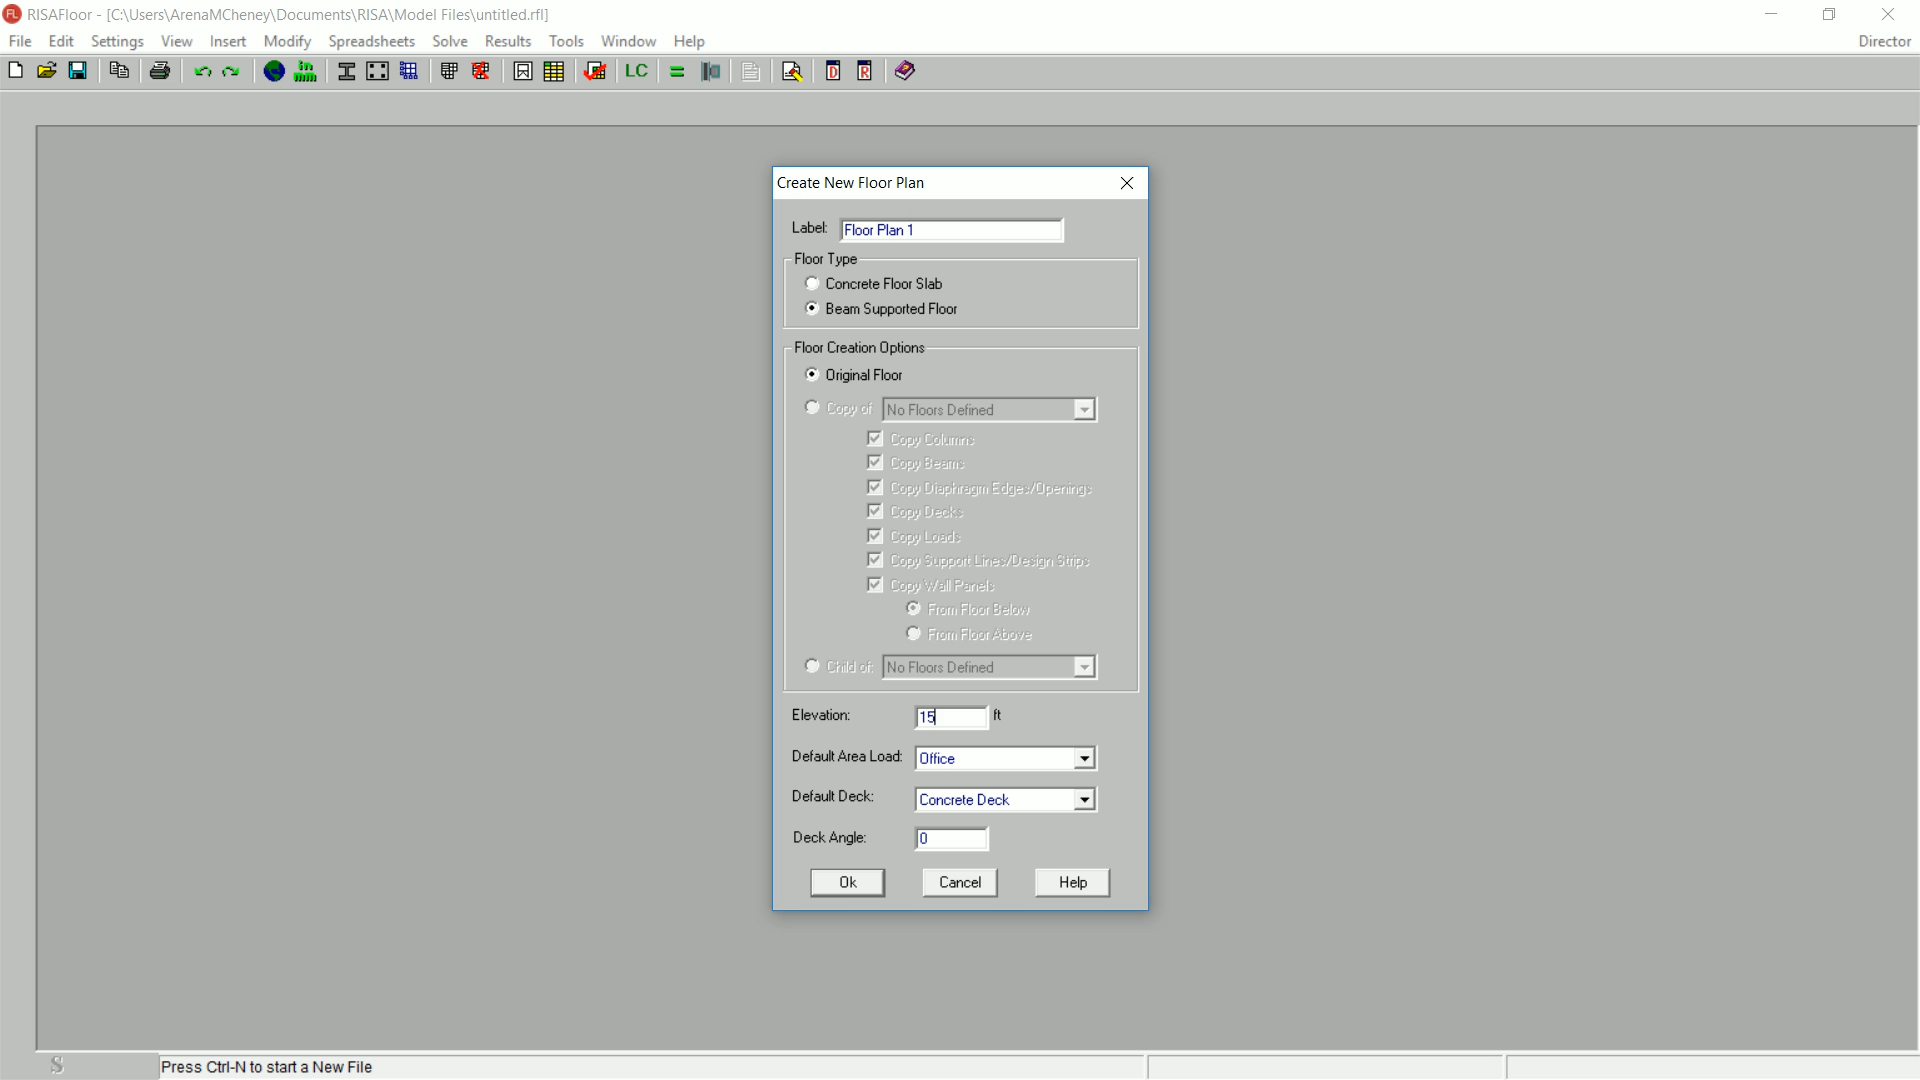 RISAFloor - [C:\Users\ArenaMCheney\Documents\RISA\Model Files\untitled.rfl]
File Edit Settings View Insert Modify Spreadsheets Solve Results Tools Window Help Director
in mm LC D R
Create New Floor Plan
Label: Floor Plan 1
Floor Type
Concrete Floor Slab
Beam Supported Floor
Floor Creation Options
Original Floor
Copy of No Floors Defined
Copy Columns
Copy Beams
Copy Diaphragm Edges/Openings
Copy Decks
Copy Loads
Copy Support Lines/Design Strips
Copy Wall Panels
From Floor Below
From Floor Above
Child of: No Floors Defined
Elevation: 15 ft
Default Area Load: Office
Default Deck: Concrete Deck
Deck Angle: 0
Ok Cancel Help
S Press Ctrl-N to start a New File